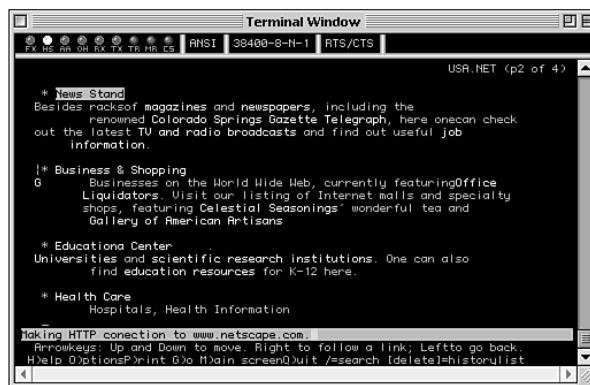 Terminal Window
FX HS AA OH RX TX TR MR CS ANSI 38400-8-N-1 RTS/CTS
USA.NET (p2 of 4)
* News Stand
Besides racksof magazines and newspapers, including the
renowned Colorado Springs Gazette Telegraph, here onecan check
out the latest TV and radio broadcasts and find out useful job
information.
¦* Business & Shopping
G Businesses on the World Wide Web, currently featuringOffice
Liquidators. Visit our listing of Internet malls and specialty
shops, featuring Celestial Seasonings' wonderful tea and
Gallery of American Artisans
* Educationa Center .
Universities and scientific research institutions. One can also
find education resources for K-12 here.
* Health Care
Hospitals, Health Information
Making HTTP conection to www.netscape.com.
Arrowkeys: Up and Down to move. Right to follow a link; Leftto go back.
H)elp O)ptionsP)rint G)o M)ain screenQ)uit /=search [delete]=historylist